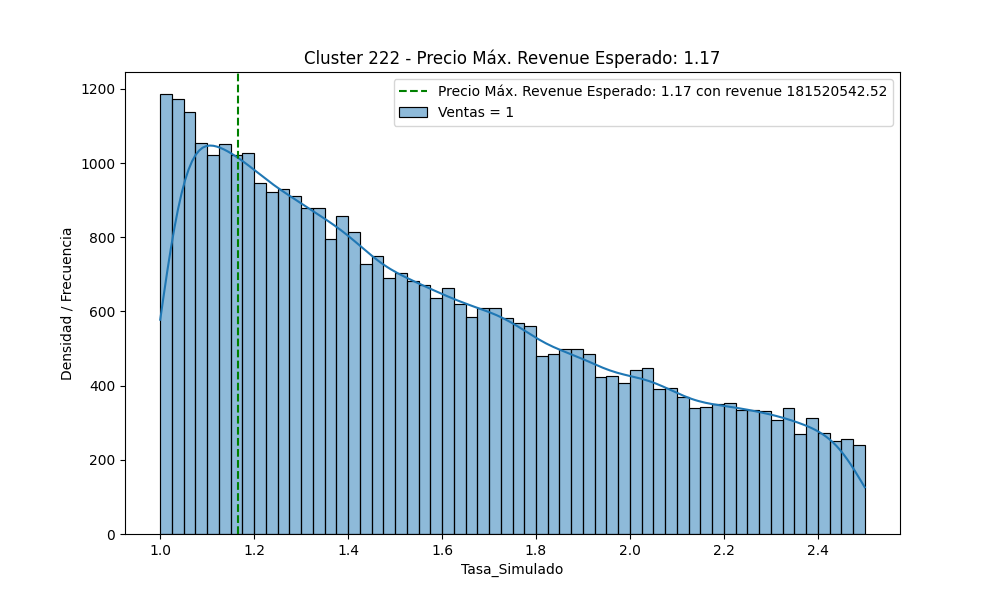 Cluster 222 - Precio Máx. Revenue Esperado: 1.17
Precio Máx. Revenue Esperado: 1.17 con revenue 181520542.52
Ventas = 1
Densidad / Frecuencia
1200
1000
800
600
400
200
0
1.0 1.2 1.4 1.6 1.8 2.0 2.2 2.4
Tasa_Simulado